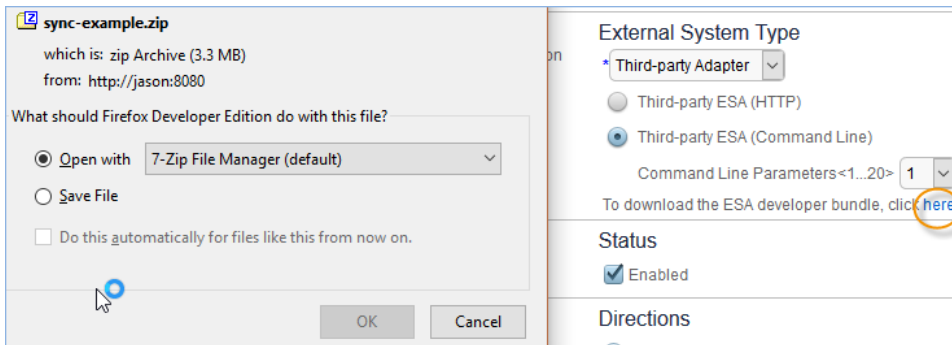 sync-example.zip
which is: zip Archive (3.3 MB)
from: http://jason:8080
What should Firefox Developer Edition do with this file?
Open with 7-Zip File Manager (default)
Save File
Do this automatically for files like this from now on.
OK Cancel
on
External System Type
* Third-party Adapter
Third-party ESA (HTTP)
Third-party ESA (Command Line)
Command Line Parameters<1...20> 1
To download the ESA developer bundle, click here
Status
Enabled
Directions